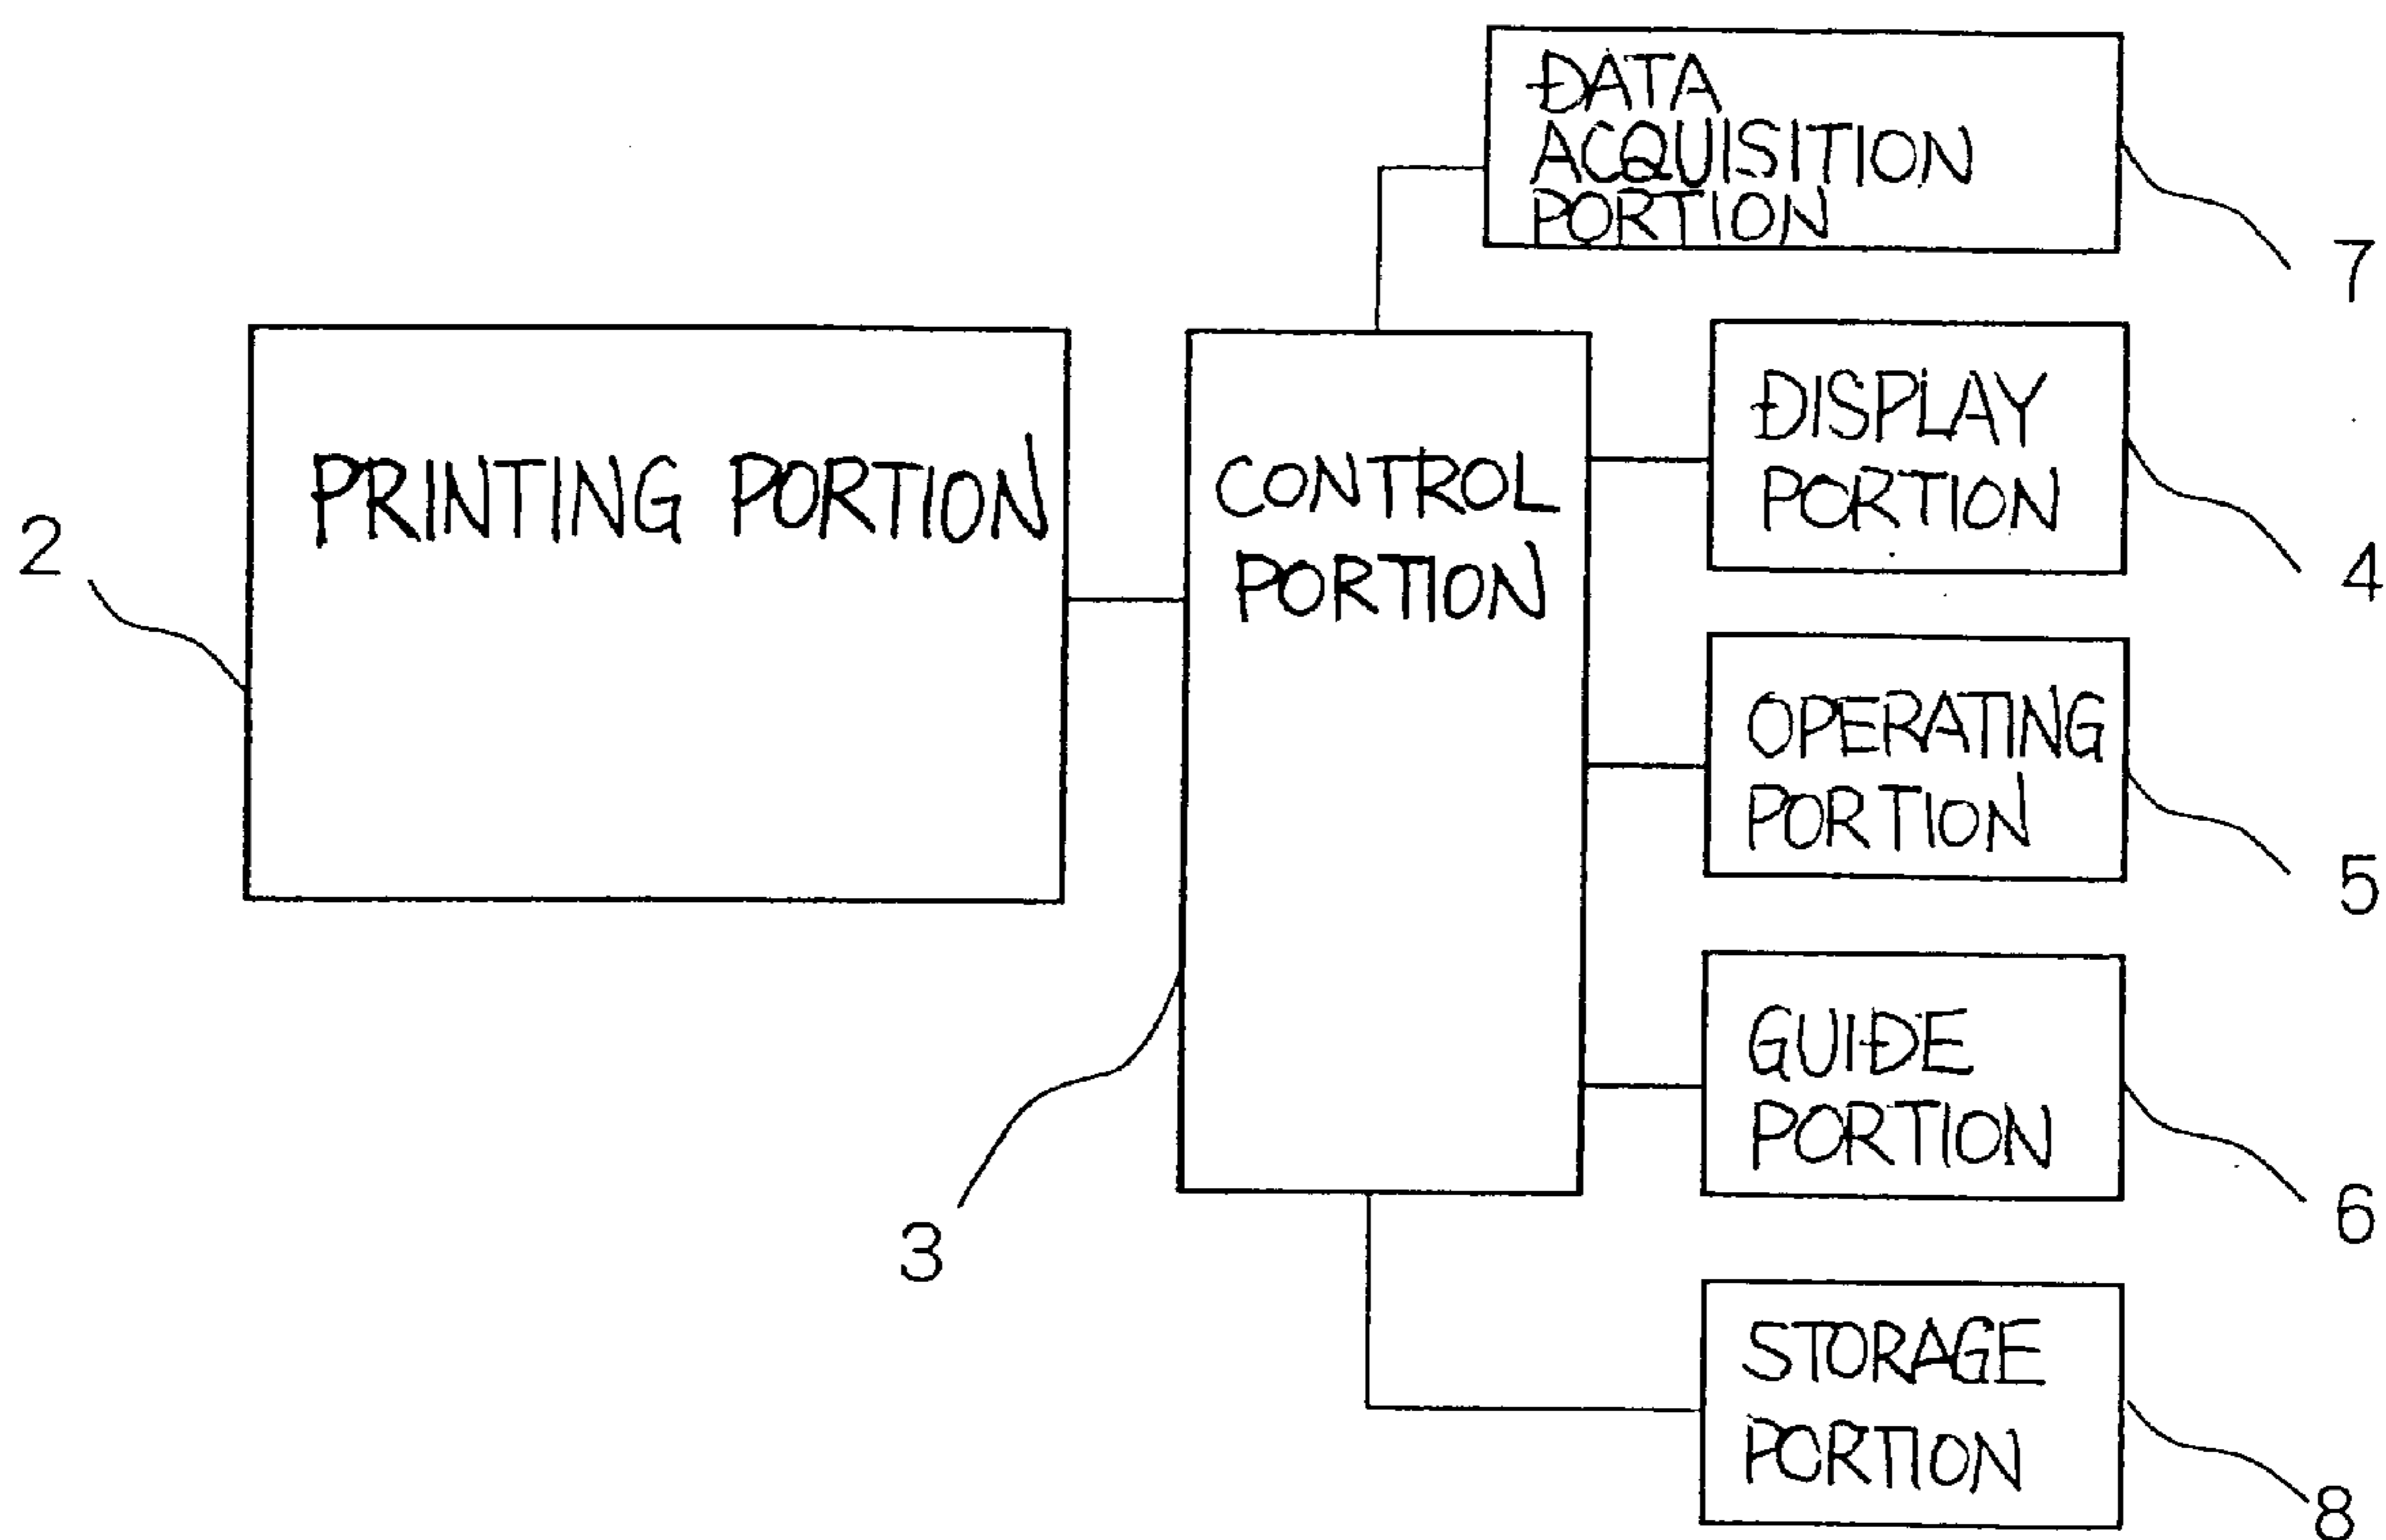 DATA
ACQUISITION
PORTION
7
PRINTING PORTION
2
CONTROL
PORTION
3
DISPLAY
PORTION
4
OPERATING
PORTION
5
GUIDE
PORTION
6
STORAGE
PORTION
8